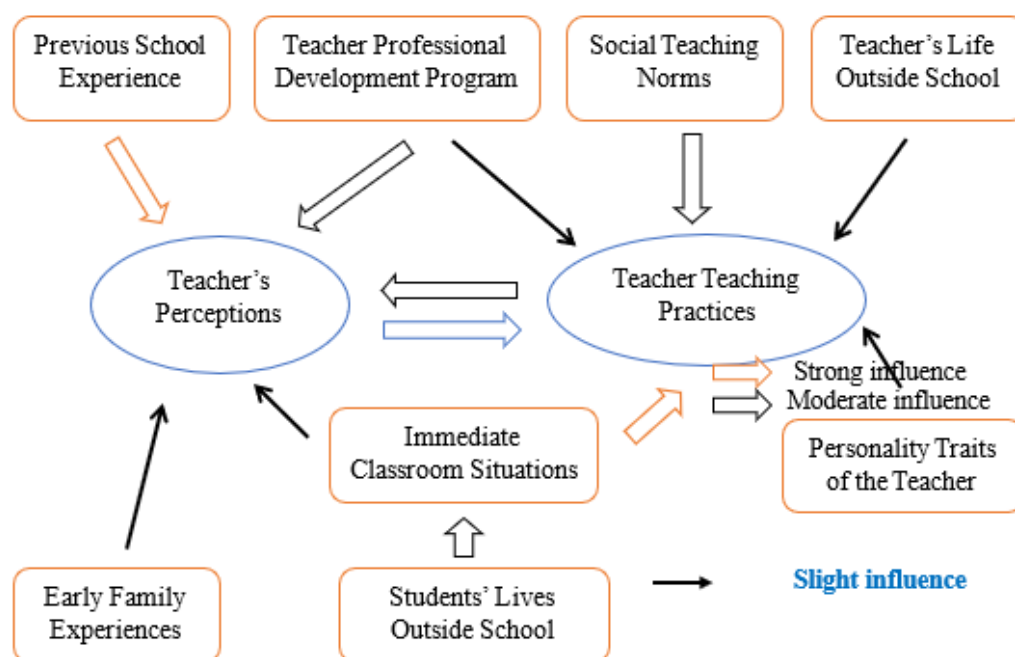 Previous School
Experience
Teacher Professional
Development Program
Social Teaching
Norms
Teacher’s Life
Outside School
Teacher’s
Perceptions
Teacher Teaching
Practices
Strong influence
Moderate influence
Immediate
Classroom Situations
Personality Traits
of the Teacher
Early Family
Experiences
Students’ Lives
Outside School
Slight influence